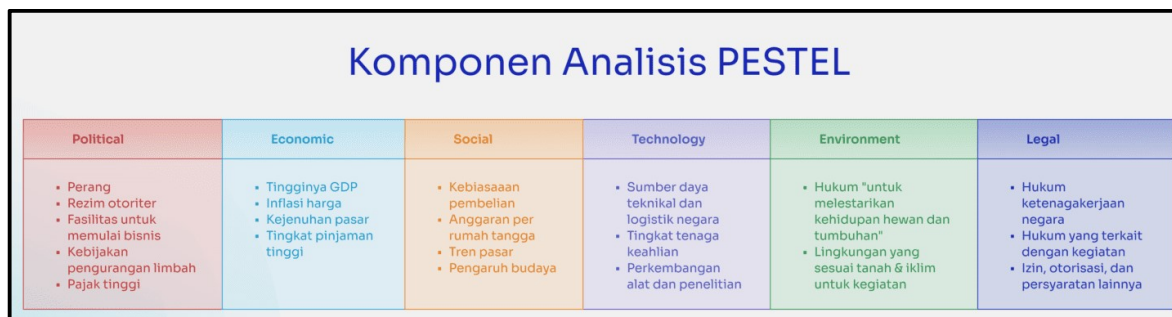 Komponen Analisis PESTEL
Political
Perang
Rezim otoriter
Fasilitas untuk
memulai bisnis
Kebijakan
pengurangan limbah
Pajak tinggi
Economic
Tingginya GDP
Inflasi harga
Kejenuhan pasar
Tingkat pinjaman
tinggi
Social
Kebiasaaan
pembelian
Anggaran per
rumah tangga
Tren pasar
Pengaruh budaya
Technology
Sumber daya
teknikal dan
logistik negara
Tingkat tenaga
keahlian
Perkembangan
alat dan penelitian
Environment
Hukum "untuk
melestarikan
kehidupan hewan dan
tumbuhan"
Lingkungan yang
sesuai tanah & iklim
untuk kegiatan
Legal
Hukum
ketenagakerjaan
negara
Hukum yang terkait
dengan kegiatan
Izin, otorisasi, dan
persyaratan lainnya